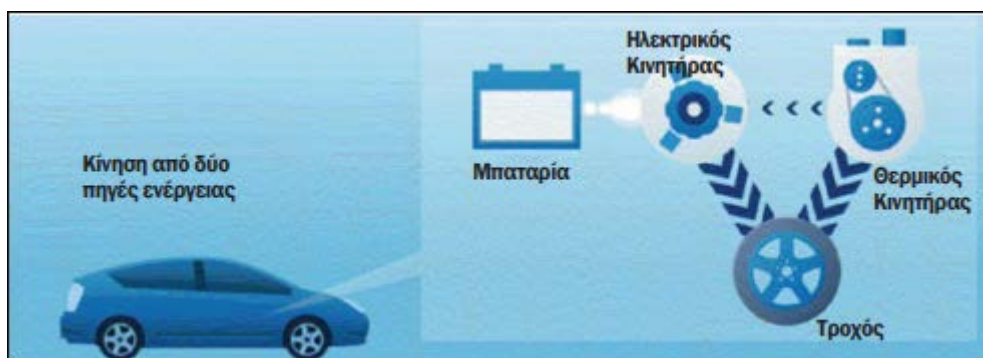 Κίνηση από δύο
πηγές ενέργειας
Μπαταρία
Ηλεκτρικός
Κινητήρας
Θερμικός
Κινητήρας
Τροχός